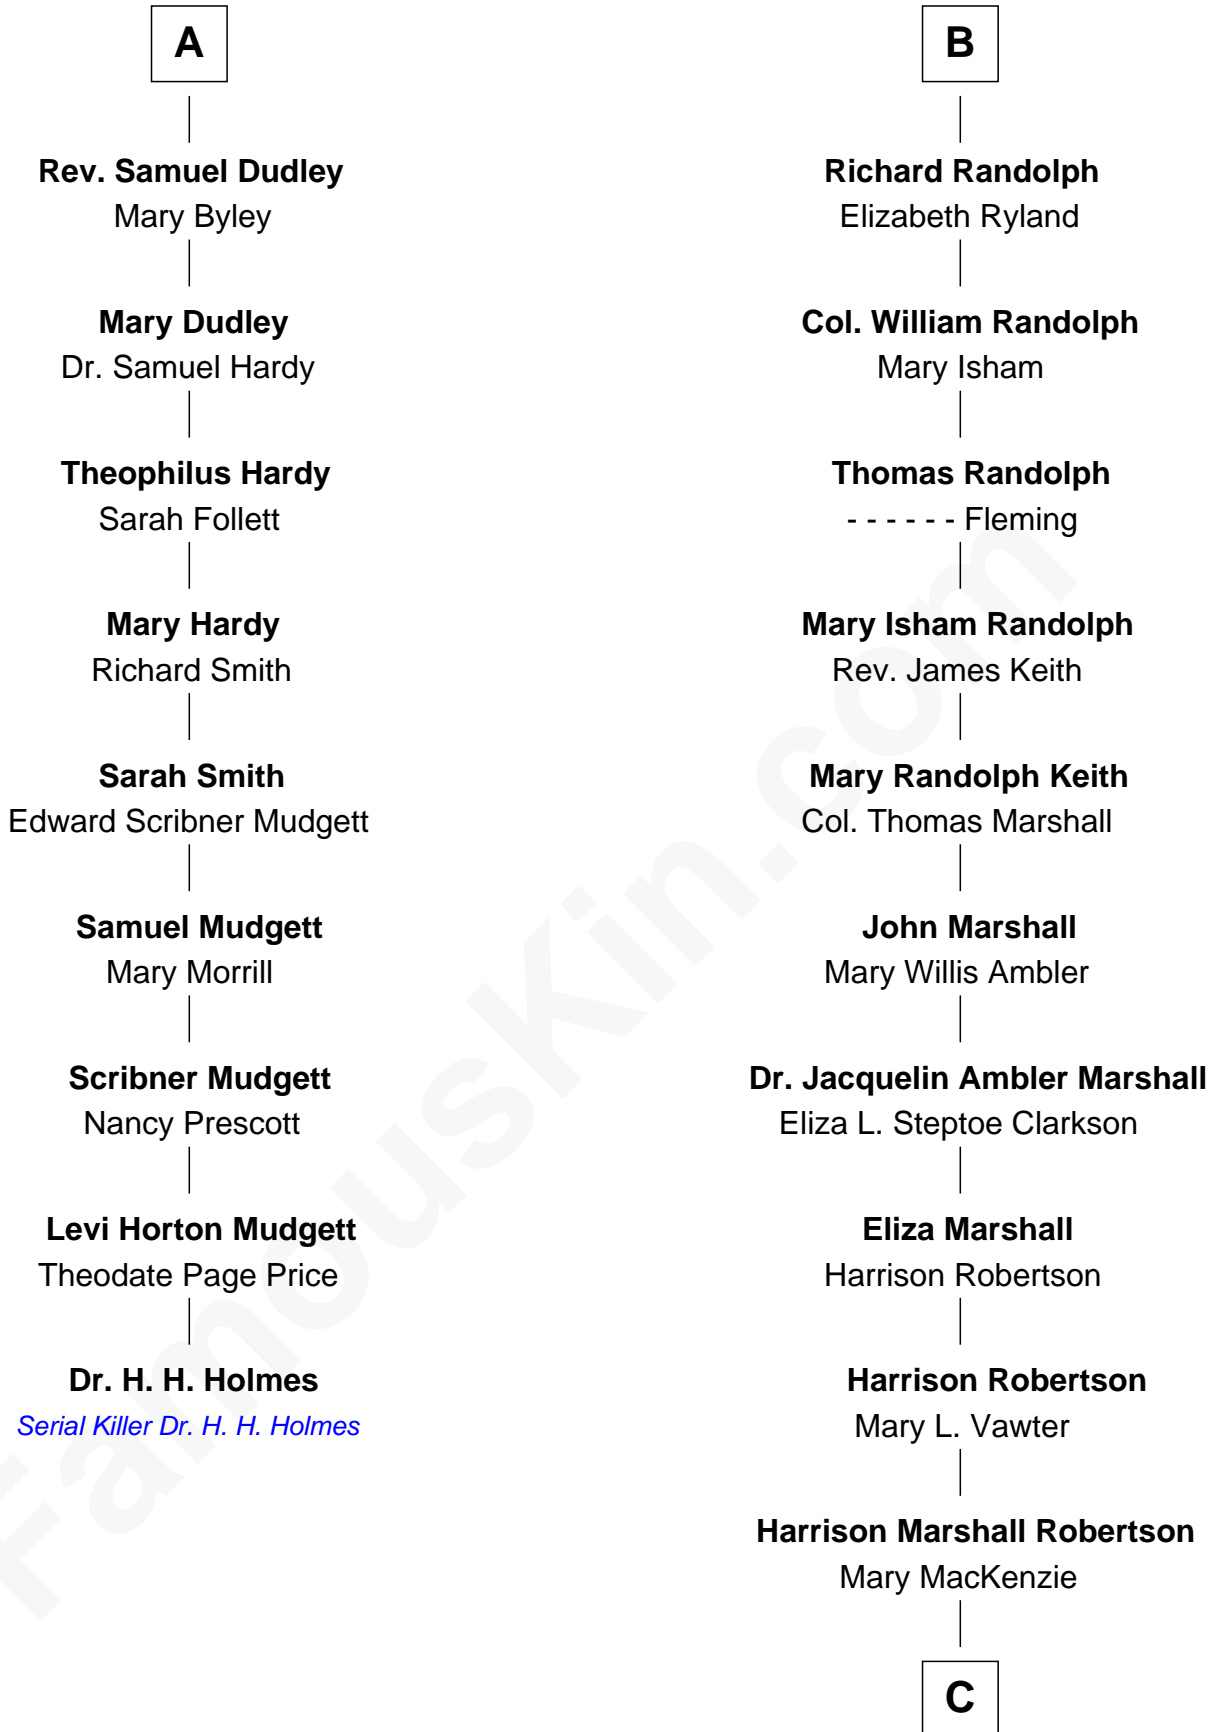 A
Rev. Samuel Dudley
Mary Byley
Mary Dudley
Dr. Samuel Hardy
Theophilus Hardy
Sarah Follett
Mary Hardy
Richard Smith
Sarah Smith
Edward Scribner Mudgett
Samuel Mudgett
Mary Morrill
Scribner Mudgett
Nancy Prescott
Levi Horton Mudgett
Theodate Page Price
Dr. H. H. Holmes
Serial Killer Dr. H. H. Holmes
B
Richard Randolph
Elizabeth Ryland
Col. William Randolph
Mary Isham
Thomas Randolph
- - - - - - Fleming
Mary Isham Randolph
Rev. James Keith
Mary Randolph Keith
Col. Thomas Marshall
John Marshall
Mary Willis Ambler
Dr. Jacquelin Ambler Marshall
Eliza L. Steptoe Clarkson
Eliza Marshall
Harrison Robertson
Harrison Robertson
Mary L. Vawter
Harrison Marshall Robertson
Mary MacKenzie
C
FamousKin.com